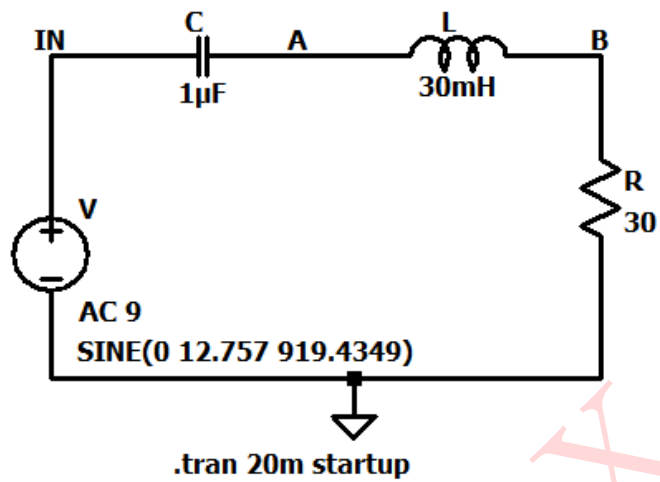 C
IN
A
L
B
1µF
30mH
R
30
V
+
−
AC 9
SINE(0 12.757 919.4349)
.tran 20m startup